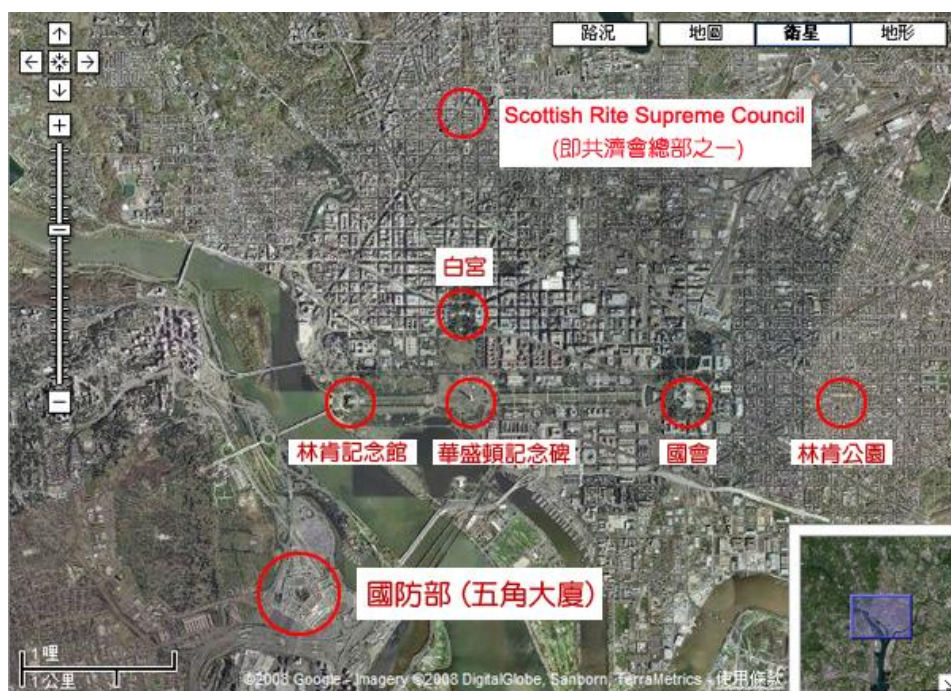 路況 地圖 衛星 地形
Scottish Rite Supreme Council
(即共濟會總部之一)
白宮
林肯記念館 華盛頓記念碑 國會 林肯公園
國防部 (五角大廈)
1 哩
1 公里
©2008 Google - Imagery ©2008 DigitalGlobe, Sanborn, TerraMetrics - 使用條款